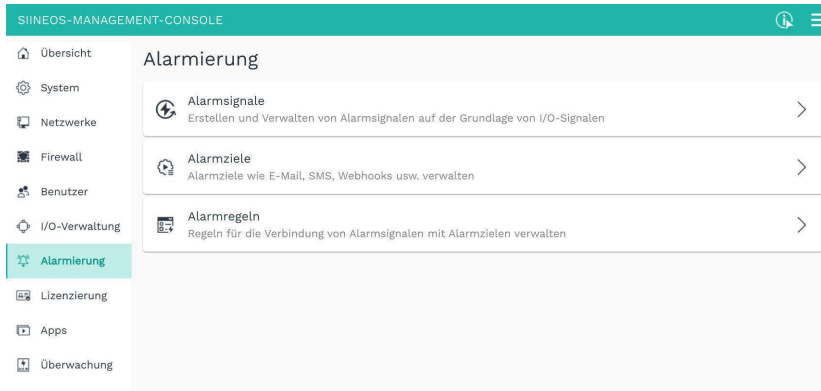 SIINEOS-MANAGEMENT-CONSOLE
Übersicht
System
Netzwerke
Firewall
Benutzer
I/O-Verwaltung
Alarmierung
Lizenzierung
Apps
Überwachung
Alarmierung
Alarmsignale
Erstellen und Verwalten von Alarmsignalen auf der Grundlage von I/O-Signalen
Alarmziele
Alarmziele wie E-Mail, SMS, Webhooks usw. verwalten
Alarmregeln
Regeln für die Verbindung von Alarmsignalen mit Alarmzielen verwalten